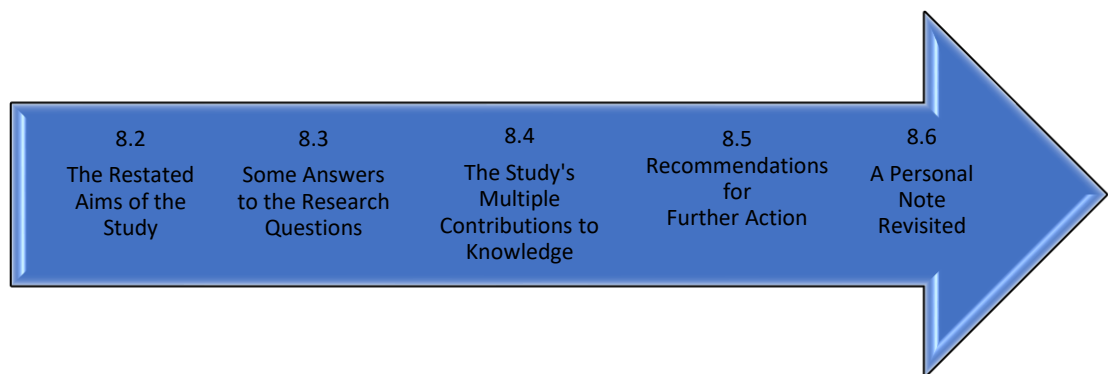 8.2
The Restated
Aims of the
Study
8.3
Some Answers
to the Research
Questions
8.4
The Study's
Multiple
Contributions to
Knowledge
8.5
Recommendations
for
Further Action
8.6
A Personal
Note
Revisited